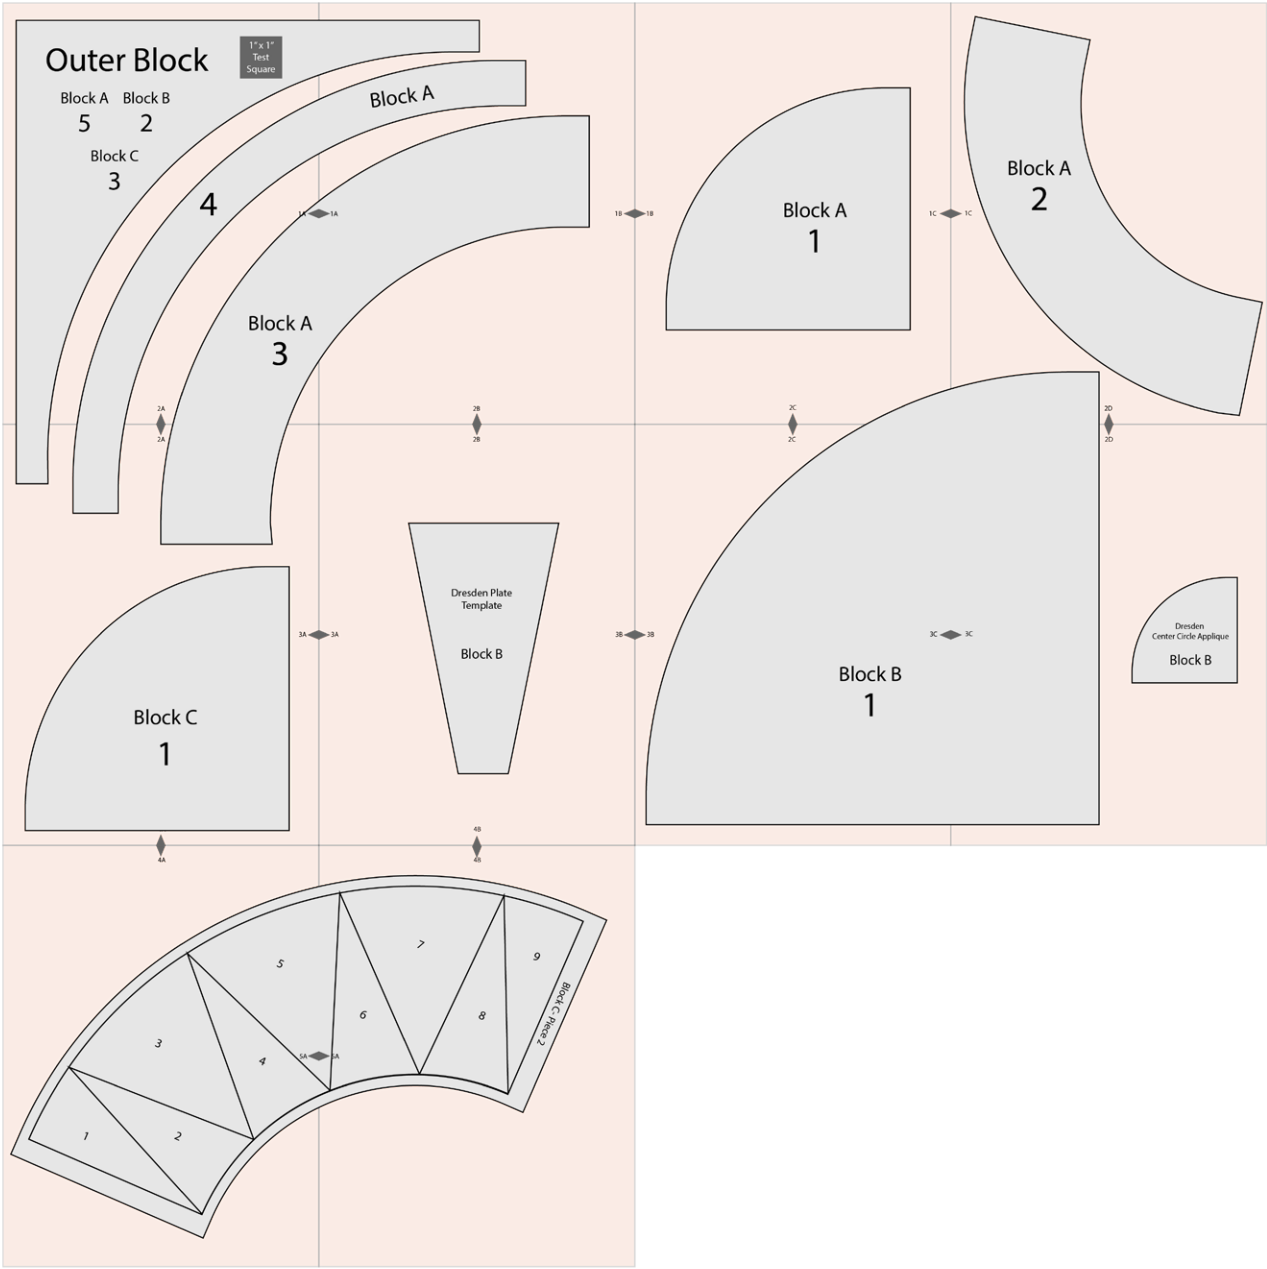 Outer Block
1" x 1"
Test
Square
Block A
5
Block B
2
Block C
3
Block A
4
Block A
3
Block A
1
Block A
2
1A 1A
1B 1B
1C 1C
2A
2A
2B
2B
2C
2C
2D
2D
Dresden Plate
Template
Block B
Block B
1
Dresden
Center Circle Applique
Block B
Block C
1
3A 3A
3B 3B
3C 3C
4A
4B
4B
1
2
3
4
5
6
7
8
9
Block C- Piece 2
5A 5A